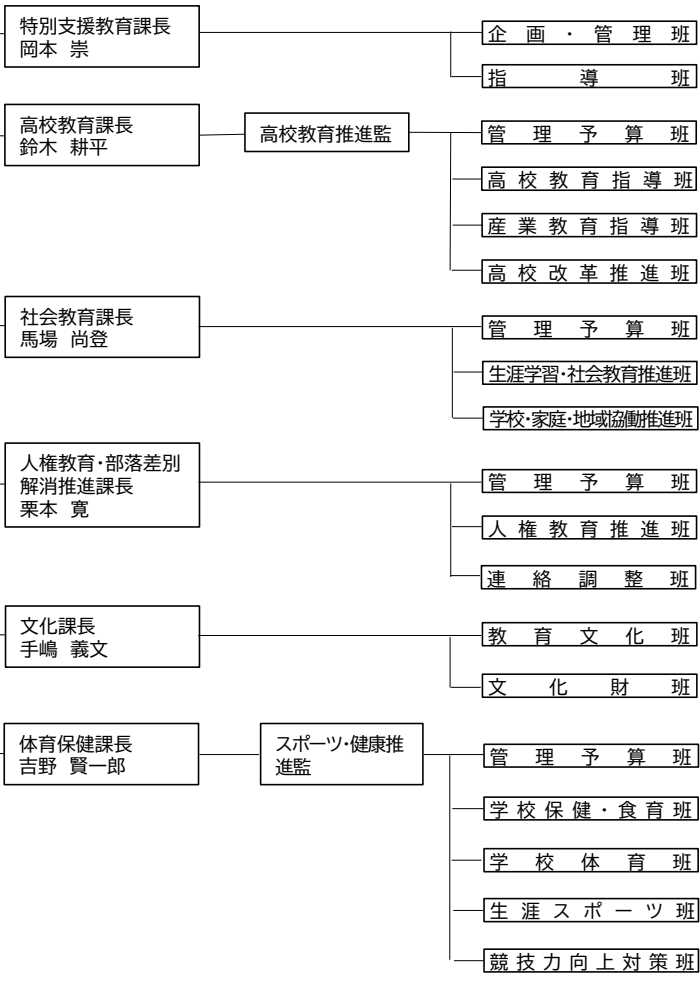 特別支援教育課長
岡本 崇
企画・管理班
指導班
高校教育課長
鈴木 耕平
高校教育推進監
管理予算班
高校教育指導班
産業教育指導班
高校改革推進班
社会教育課長
馬場 尚登
管理予算班
生涯学習・社会教育推進班
学校・家庭・地域協働推進班
人権教育・部落差別
解消推進課長
栗本 寛
管理予算班
人権教育推進班
連絡調整班
文化課長
手嶋 義文
教育文化班
文化財班
体育保健課長
吉野 賢一郎
スポーツ・健康推
進監
管理予算班
学校保健・食育班
学校体育班
生涯スポーツ班
競技力向上対策班